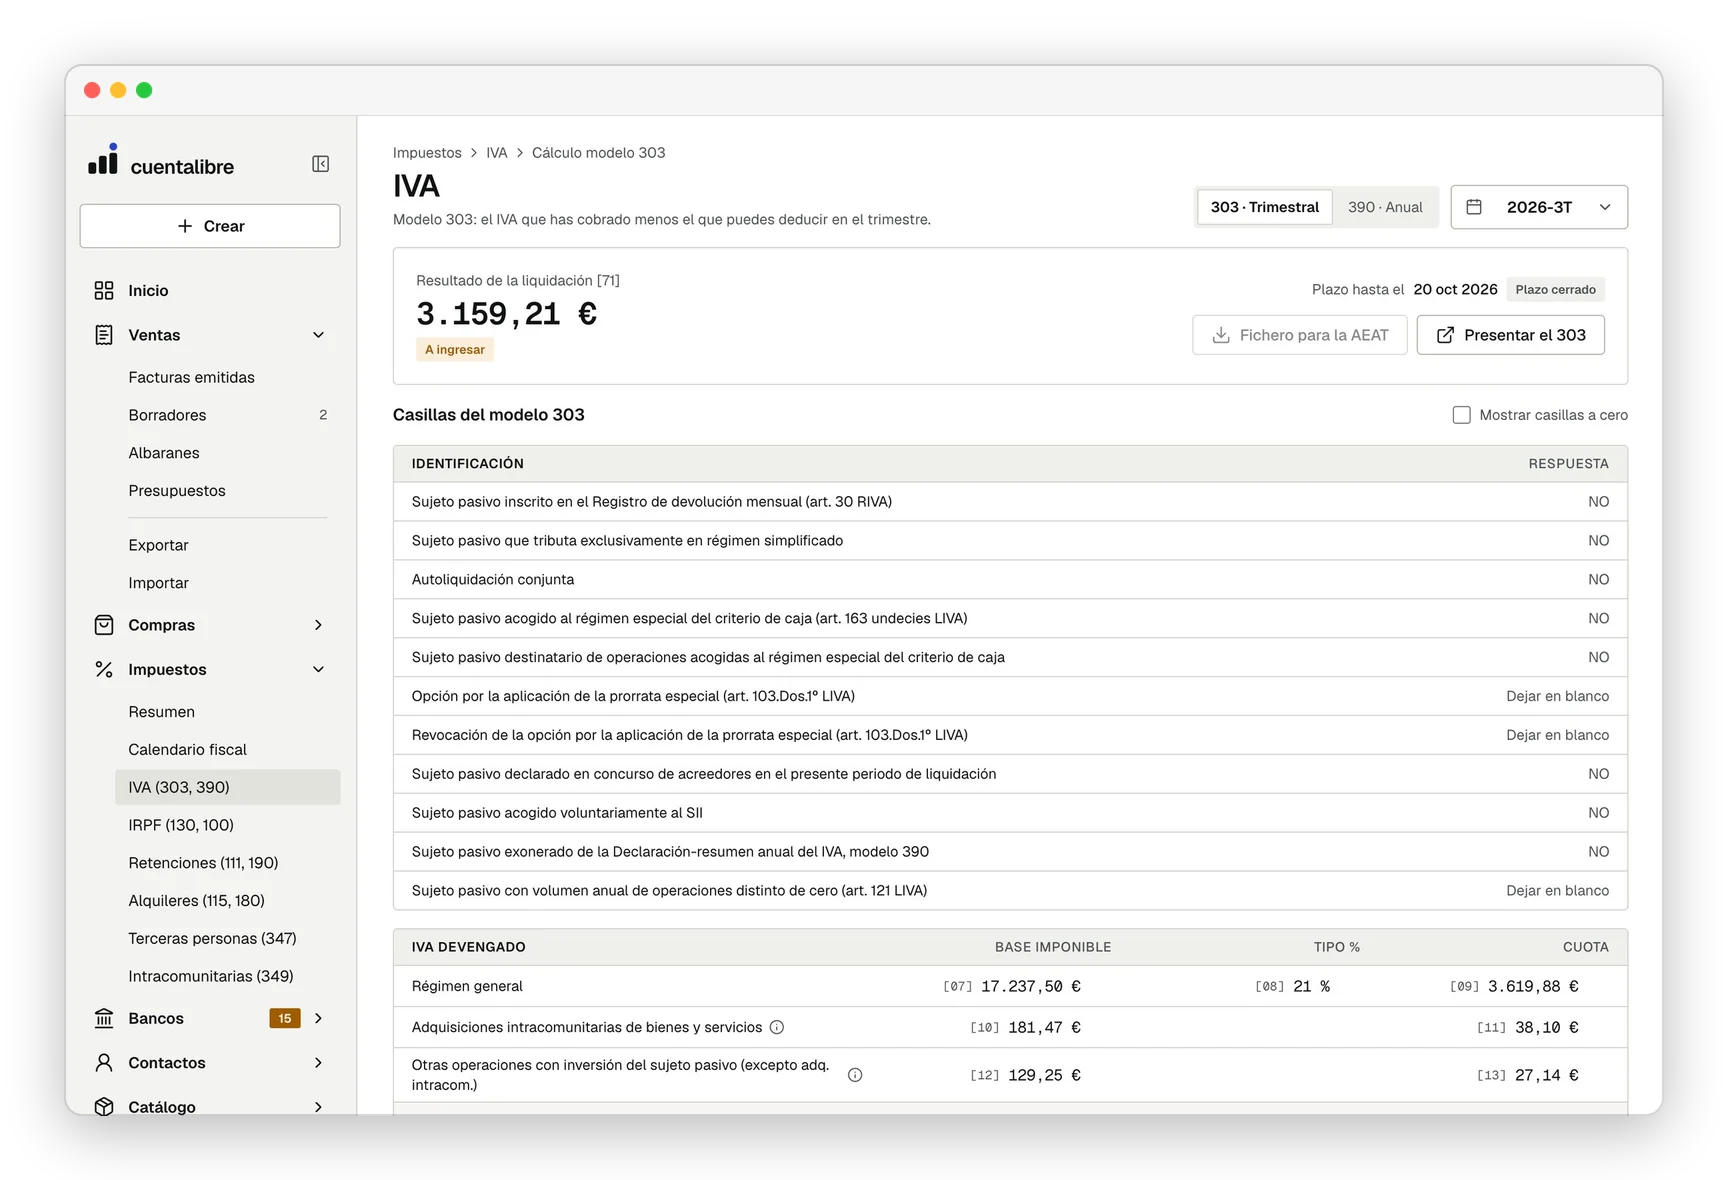 cuentalibre
Crear
Inicio
Ventas
Facturas emitidas
Borradores 2
Albaranes
Presupuestos
Exportar
Importar
Compras
Impuestos
Resumen
Calendario fiscal
IVA (303, 390)
IRPF (130, 100)
Retenciones (111, 190)
Alquileres (115, 180)
Terceras personas (347)
Intracomunitarias (349)
Bancos 15
Contactos
Catálogo
Impuestos > IVA > Cálculo modelo 303
IVA
Modelo 303: el IVA que has cobrado menos el que puedes deducir en el trimestre.
303 · Trimestral 390 · Anual 2026-3T
Resultado de la liquidación [71]
3.159,21 €
A ingresar
Plazo hasta el 20 oct 2026 Plazo cerrado
Fichero para la AEAT Presentar el 303
Casillas del modelo 303 Mostrar casillas a cero
IDENTIFICACIÓN RESPUESTA
Sujeto pasivo inscrito en el Registro de devolución mensual (art. 30 RIVA) NO
Sujeto pasivo que tributa exclusivamente en régimen simplificado NO
Autoliquidación conjunta NO
Sujeto pasivo acogido al régimen especial del criterio de caja (art. 163 undecies LIVA) NO
Sujeto pasivo destinatario de operaciones acogidas al régimen especial del criterio de caja NO
Opción por la aplicación de la prorrata especial (art. 103.Dos.1º LIVA) Dejar en blanco
Revocación de la opción por la aplicación de la prorrata especial (art. 103.Dos.1º LIVA) Dejar en blanco
Sujeto pasivo declarado en concurso de acreedores en el presente periodo de liquidación NO
Sujeto pasivo acogido voluntariamente al SII NO
Sujeto pasivo exonerado de la Declaración-resumen anual del IVA, modelo 390 NO
Sujeto pasivo con volumen anual de operaciones distinto de cero (art. 121 LIVA) Dejar en blanco
IVA DEVENGADO BASE IMPONIBLE TIPO % CUOTA
Régimen general [07] 17.237,50 € [08] 21 % [09] 3.619,88 €
Adquisiciones intracomunitarias de bienes y servicios [10] 181,47 € [11] 38,10 €
Otras operaciones con inversión del sujeto pasivo (excepto adq.
intracom.) [12] 129,25 € [13] 27,14 €